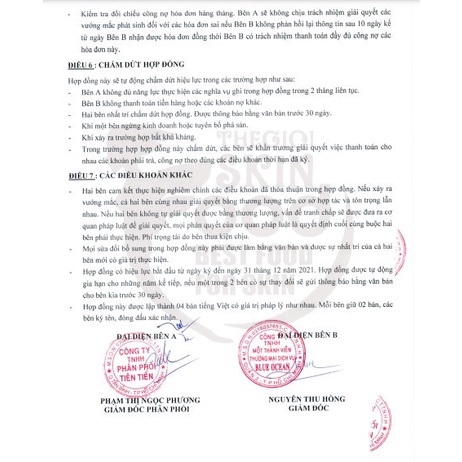 - Kiểm tra đối chiếu công nợ hóa đơn hàng tháng. Bên A sẽ không chịu trách nhiệm giải quyết các
vướng mắc phát sinh đối với các hóa đơn sai nếu Bên B không phản hồi lại thông tin sau 10 ngày kể
từ ngày Bên B nhận được hóa đơn đồng thời Bên B có trách nhiệm thanh toán đầy đủ công nợ các
hóa đơn này.
ĐIỀU 6 : CHẤM DỨT HỢP ĐỒNG
Hợp đồng này sẽ tự động chấm dứt hiệu lực trong các trường hợp như sau:
- Bên A không đủ năng lực thực hiện các nghĩa vụ ghi trong hợp đồng trong 2 tháng liên tục.
- Bên B không thanh toán tiền hàng hoặc các khoản nợ khác.
- Hai bên nhất trí chấm dứt hợp đồng. Được thông báo bằng văn bản trước 30 ngày.
- Khi một bên ngừng kinh doanh hoặc tuyên bố phá sản.
- Khi xảy ra trường hợp bất khả kháng.
- Trong trường hợp hợp đồng này chấm dứt, các bên sẽ khẩn trương giải quyết việc thanh toán cho
nhau các khoản phải trả, công nợ theo đúng các điều khoản thời hạn đã ký.
ĐIỀU 7 : CÁC ĐIỀU KHOẢN KHÁC
- Hai bên cam kết thực hiện nghiêm chỉnh các điều khoản đã thỏa thuận trong hợp đồng. Nếu xảy ra
vướng mắc, cả hai bên cùng nhau giải quyết bằng thương lượng trên cơ sở hợp tác và tôn trọng lẫn
nhau. Nếu hai bên không tự giải quyết được bằng thương lượng, vấn đề tranh chấp sẽ được đưa ra cơ
quan pháp luật để giải quyết, mọi phán quyết của cơ quan pháp luật là quyết định cuối cùng buộc hai
bên phải thực hiện. Phí trọng tài do bên thua kiện chịu.
- Mọi sửa đổi bổ sung trong hợp đồng này phải được làm bằng văn bản và được sự nhất trí của cả hai
bên mới có giá trị thực hiện.
- Hợp đồng có hiệu lực bắt đầu từ ngày ký đến ngày 31 tháng 12 năm 2021. Hợp đồng được tự động
gia hạn cho những năm kế tiếp, nếu một trong 2 bên có sự thay đổi sẽ gửi thông báo bằng văn bản
cho bên kia trước 30 ngày.
- Hợp đồng này được lập thành 04 bản tiếng Việt có giá trị pháp lý như nhau. Mỗi bên giữ 02 bản, các
bên ký tên, đóng dấu xác nhận.
THEGIOI
SKIN
FOOD
BEST FOOD
FOR SKIN
ĐẠI DIỆN BÊN A ĐẠI DIỆN BÊN B
CÔNG TY
TNHH
PHÂN PHỐI
TIÊN TIẾN
CÔNG TY
TNHH
MỘT THÀNH VIÊN
THƯƠNG MẠI DỊCH VỤ
BLUE OCEAN
PHẠM THỊ NGỌC PHƯƠNG NGUYỄN THU HỒNG
GIÁM ĐỐC PHÂN PHỐI GIÁM ĐỐC